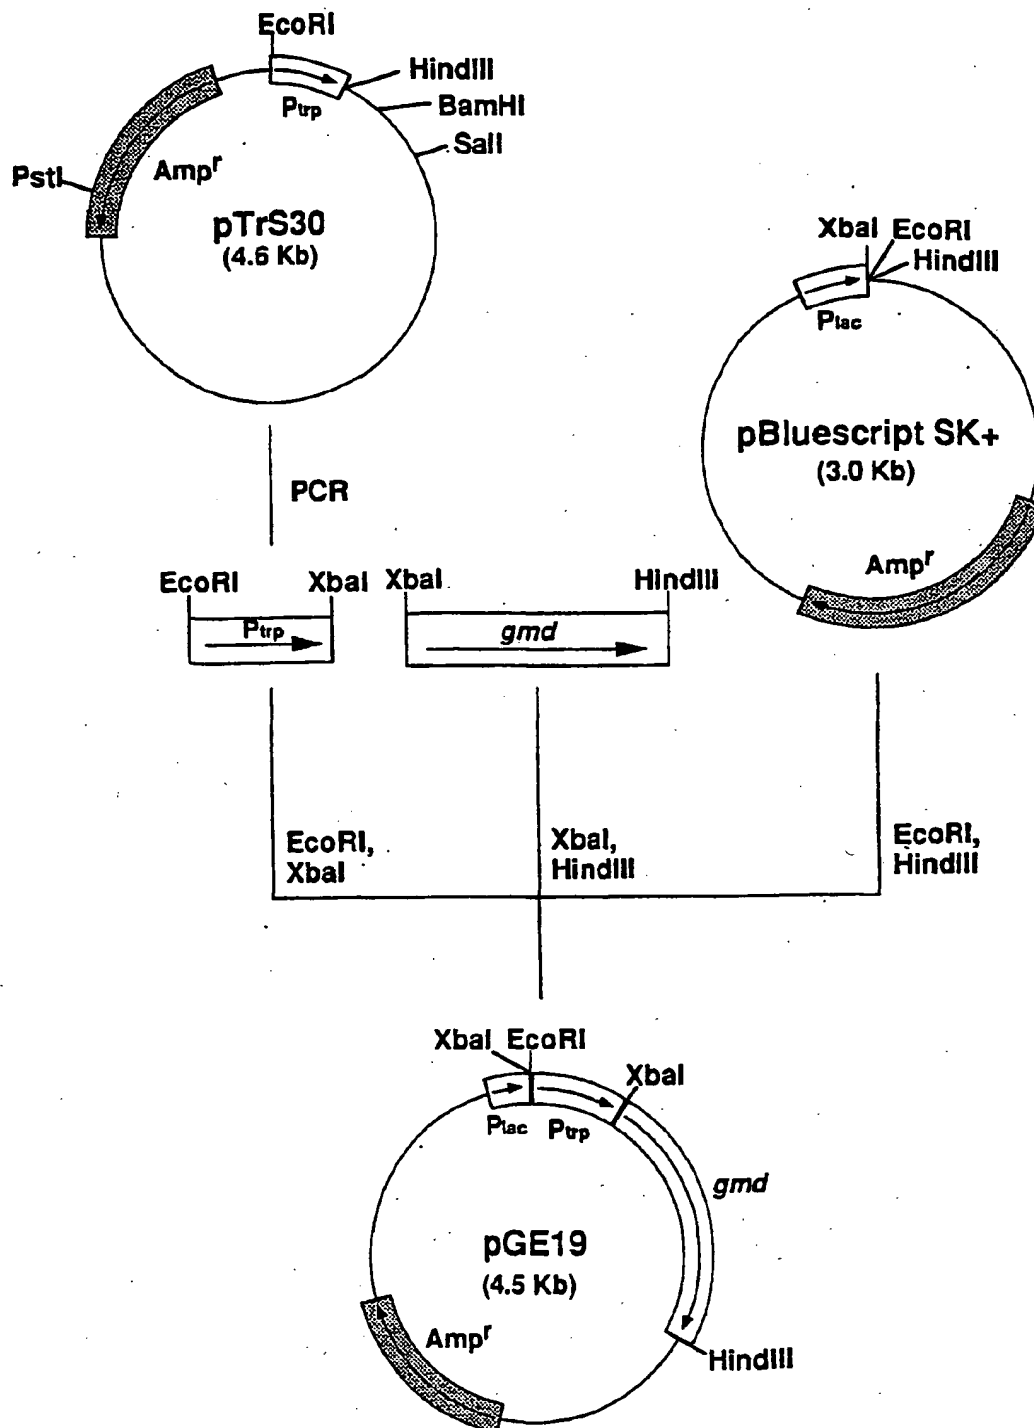 EcoRI
HindIII
BamHI
SalI
Ptrp
PstI
Ampr
pTrS30
(4.6 Kb)
XbaI EcoRI
HindIII
Plac
pBluescript SK+
(3.0 Kb)
Ampr
PCR
EcoRI XbaI XbaI HindIII
Ptrp
gmd
EcoRI,
XbaI
XbaI,
HindIII
EcoRI,
HindIII
XbaI EcoRI
XbaI
Plac Ptrp
gmd
pGE19
(4.5 Kb)
Ampr
HindIII